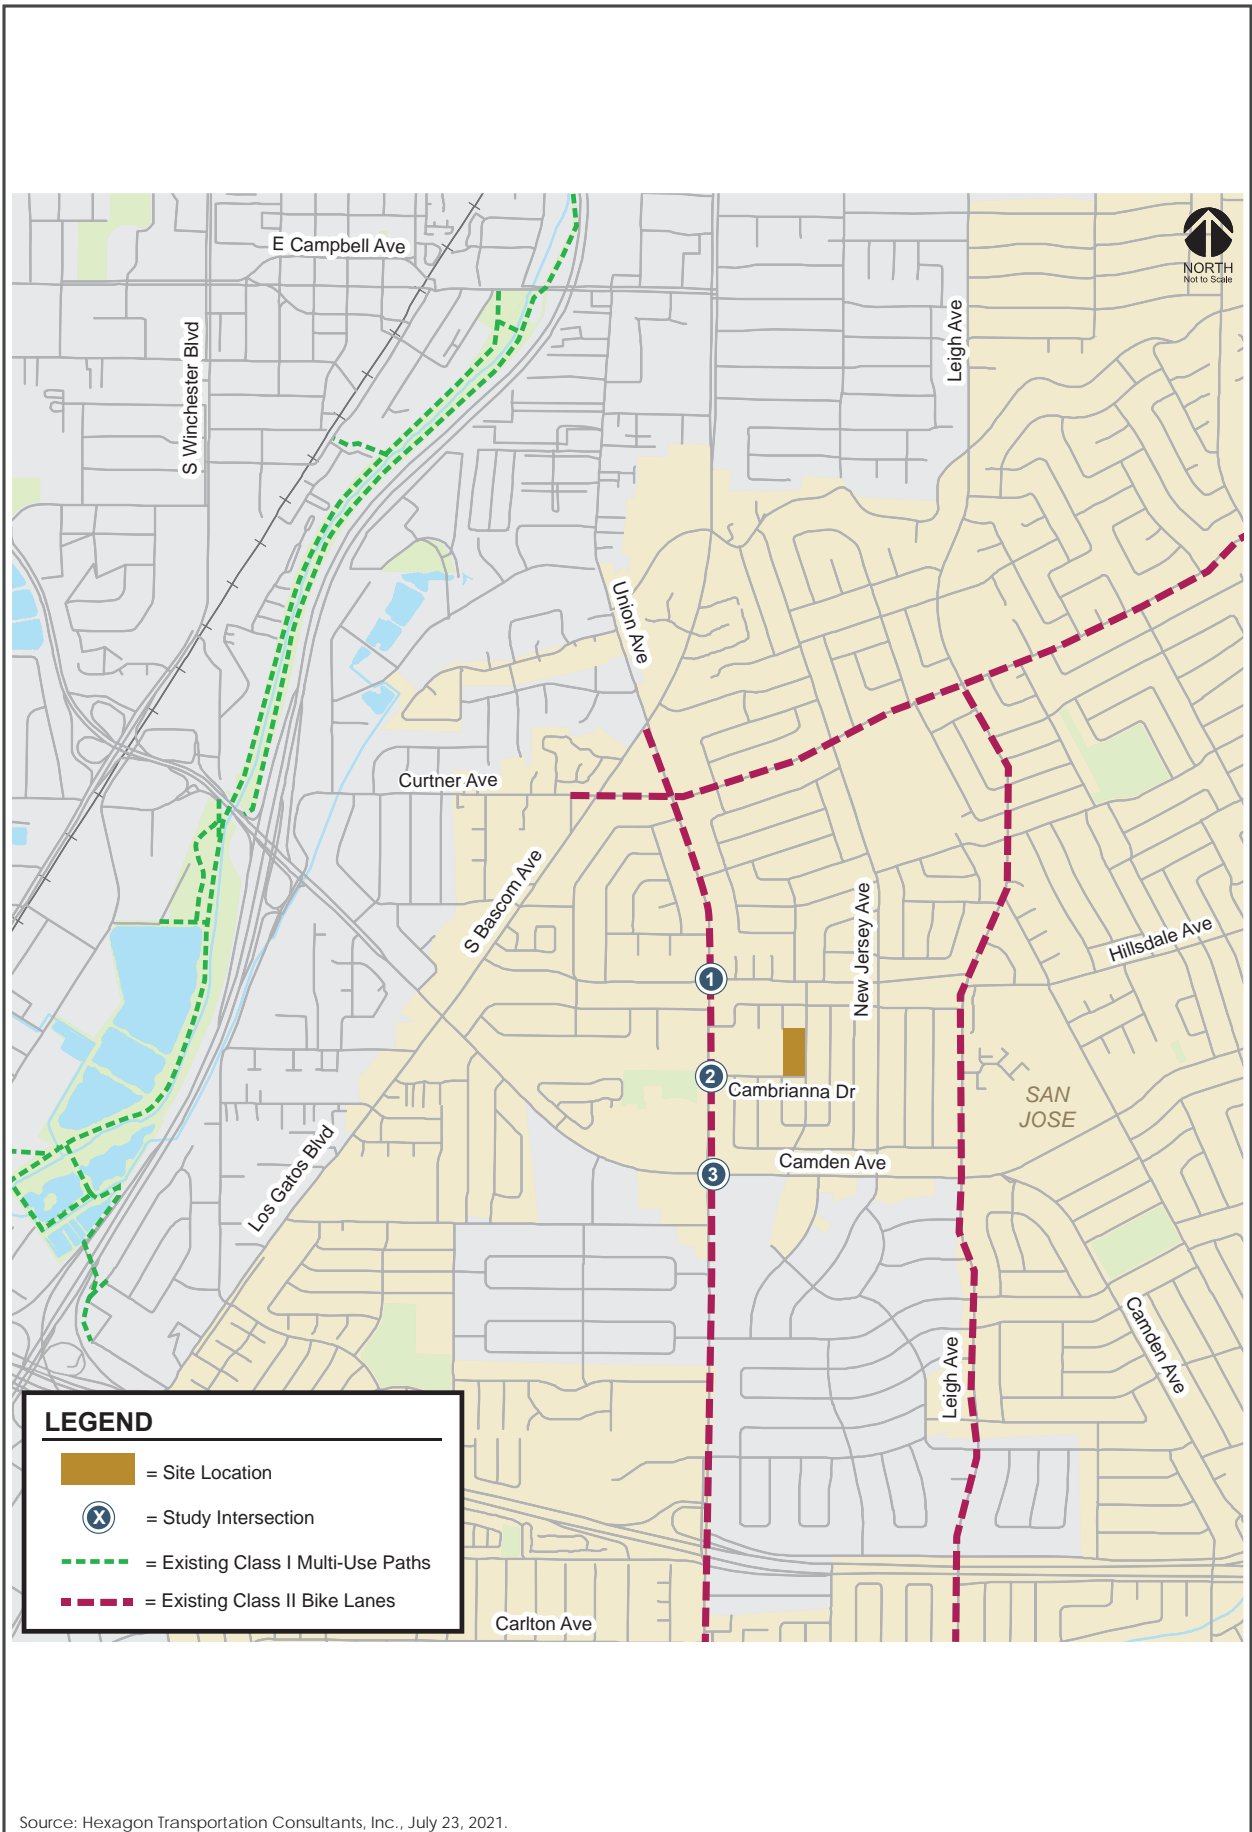 E Campbell Ave
NORTH
Not to Scale
S Winchester Blvd
Leigh Ave
Union Ave
Curtner Ave
S Bascom Ave
New Jersey Ave
Hillsdale Ave
1
2
Cambrianna Dr
SAN
JOSE
3
Camden Ave
Los Gatos Blvd
Camden Ave
Leigh Ave
LEGEND
= Site Location
X = Study Intersection
= Existing Class I Multi-Use Paths
= Existing Class II Bike Lanes
Carlton Ave
Source: Hexagon Transportation Consultants, Inc., July 23, 2021.